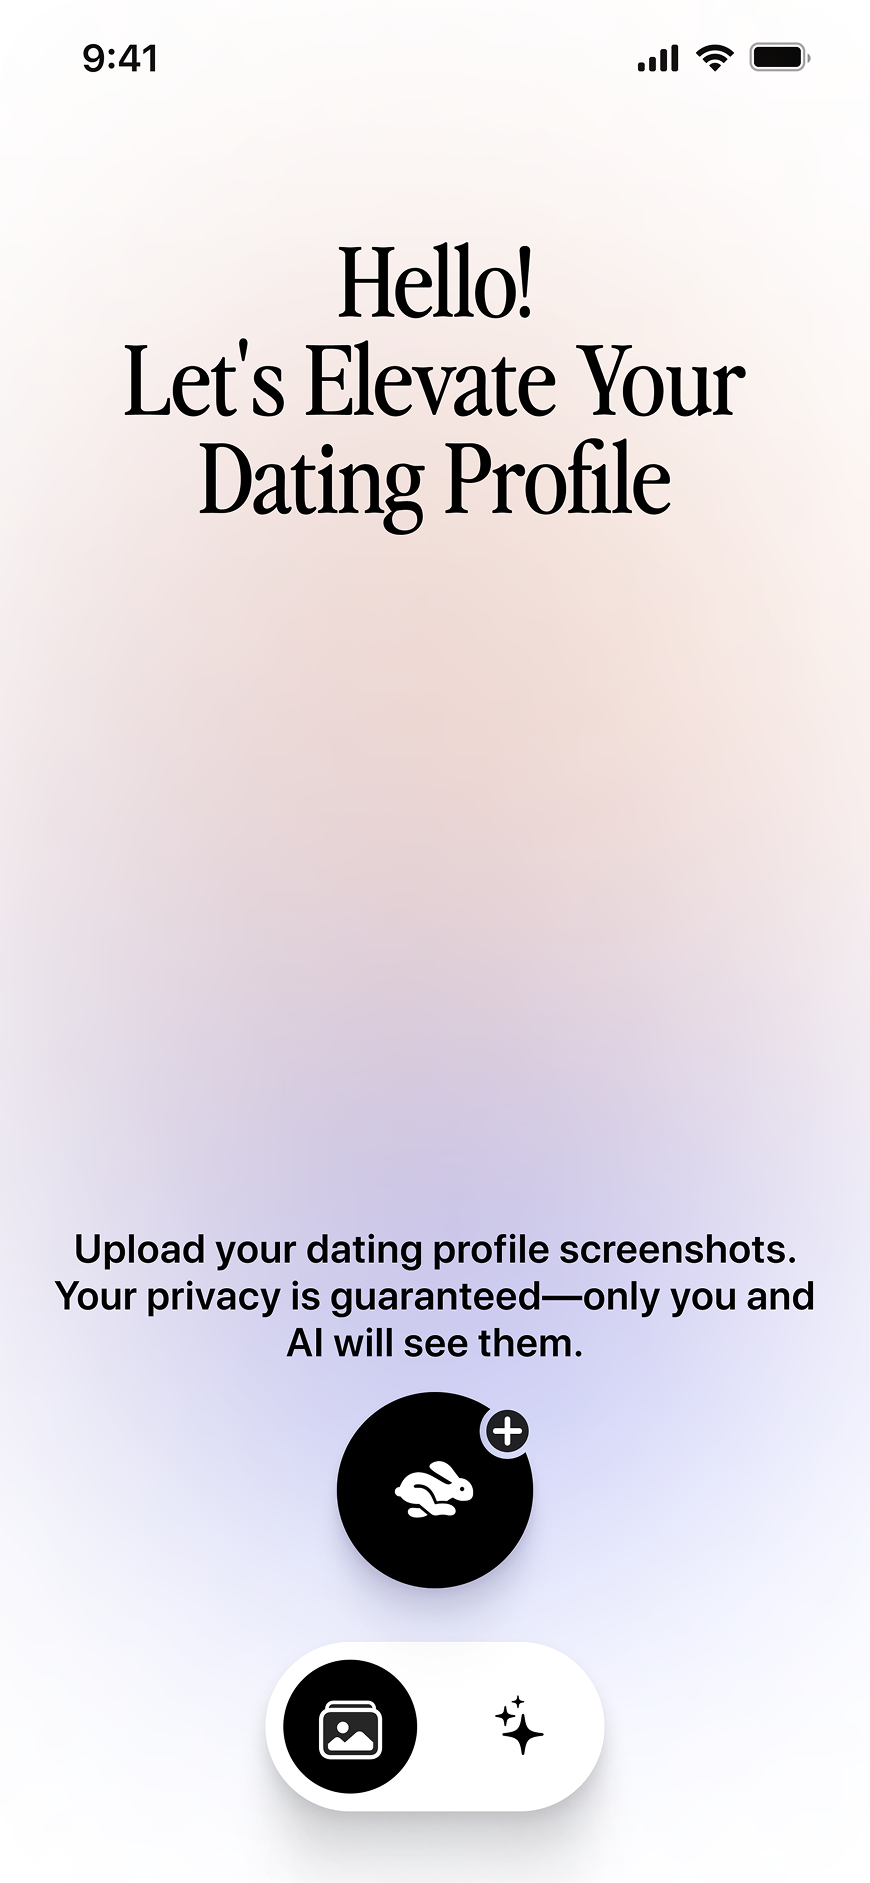 9:41
Hello!
Let's Elevate Your
Dating Profile
Upload your dating profile screenshots.
Your privacy is guaranteed—only you and
AI will see them.